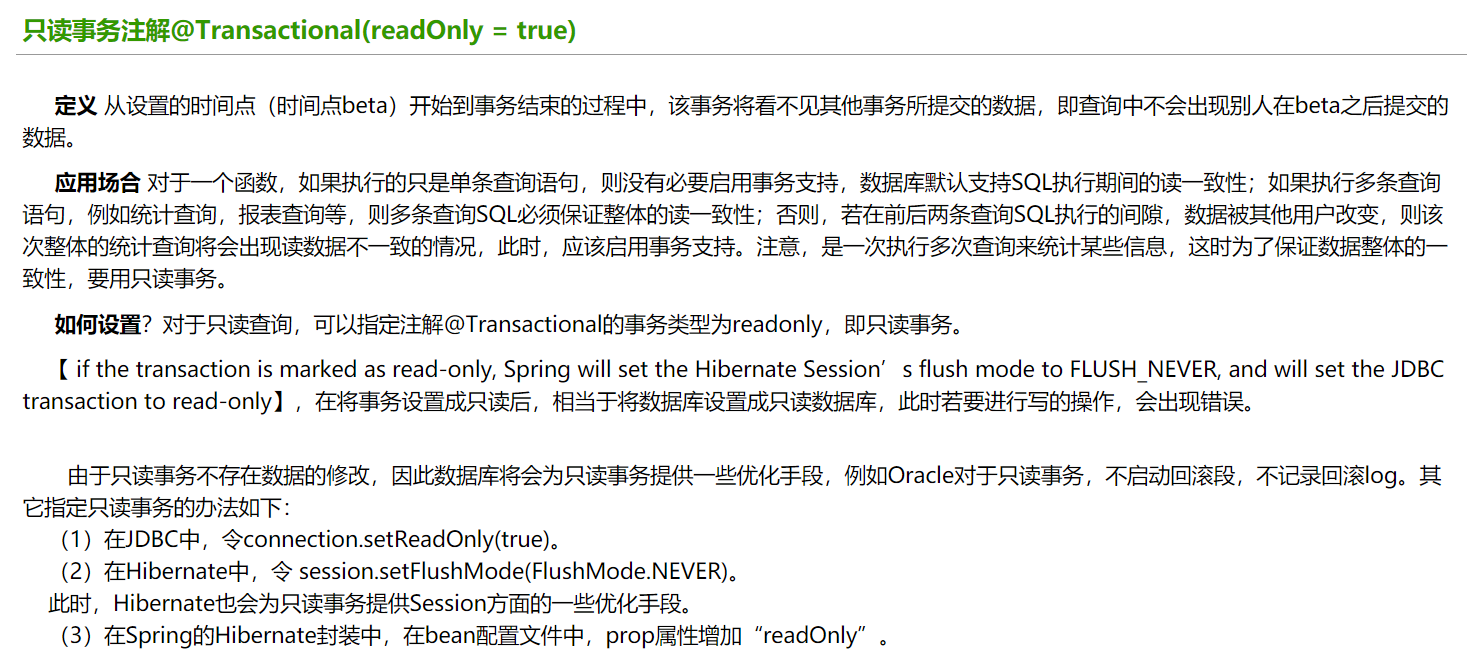 只读事务注解@Transactional(readOnly = true)
定义 从设置的时间点（时间点beta）开始到事务结束的过程中，该事务将看不见其他事务所提交的数据，即查询中不会出现别人在beta之后提交的
数据。
应用场合 对于一个函数，如果执行的只是单条查询语句，则没有必要启用事务支持，数据库默认支持SQL执行期间的读一致性；如果执行多条查询
语句，例如统计查询，报表查询等，则多条查询SQL必须保证整体的读一致性；否则，若在前后两条查询SQL执行的间隙，数据被其他用户改变，则该
次整体的统计查询将会出现读数据不一致的情况，此时，应该启用事务支持。注意，是一次执行多次查询来统计某些信息，这时为了保证数据整体的一
致性，要用只读事务。
如何设置？对于只读查询，可以指定注解@Transactional的事务类型为readonly，即只读事务。
【 if the transaction is marked as read-only, Spring will set the Hibernate Session’s flush mode to FLUSH_NEVER, and will set the JDBC
transaction to read-only】，在将事务设置成只读后，相当于将数据库设置成只读数据库，此时若要进行写的操作，会出现错误。
由于只读事务不存在数据的修改，因此数据库将会为只读事务提供一些优化手段，例如Oracle对于只读事务，不启动回滚段，不记录回滚log。其
它指定只读事务的办法如下：
（1）在JDBC中，令connection.setReadOnly(true)。
（2）在Hibernate中，令 session.setFlushMode(FlushMode.NEVER)。
此时，Hibernate也会为只读事务提供Session方面的一些优化手段。
（3）在Spring的Hibernate封装中，在bean配置文件中，prop属性增加“readOnly”。